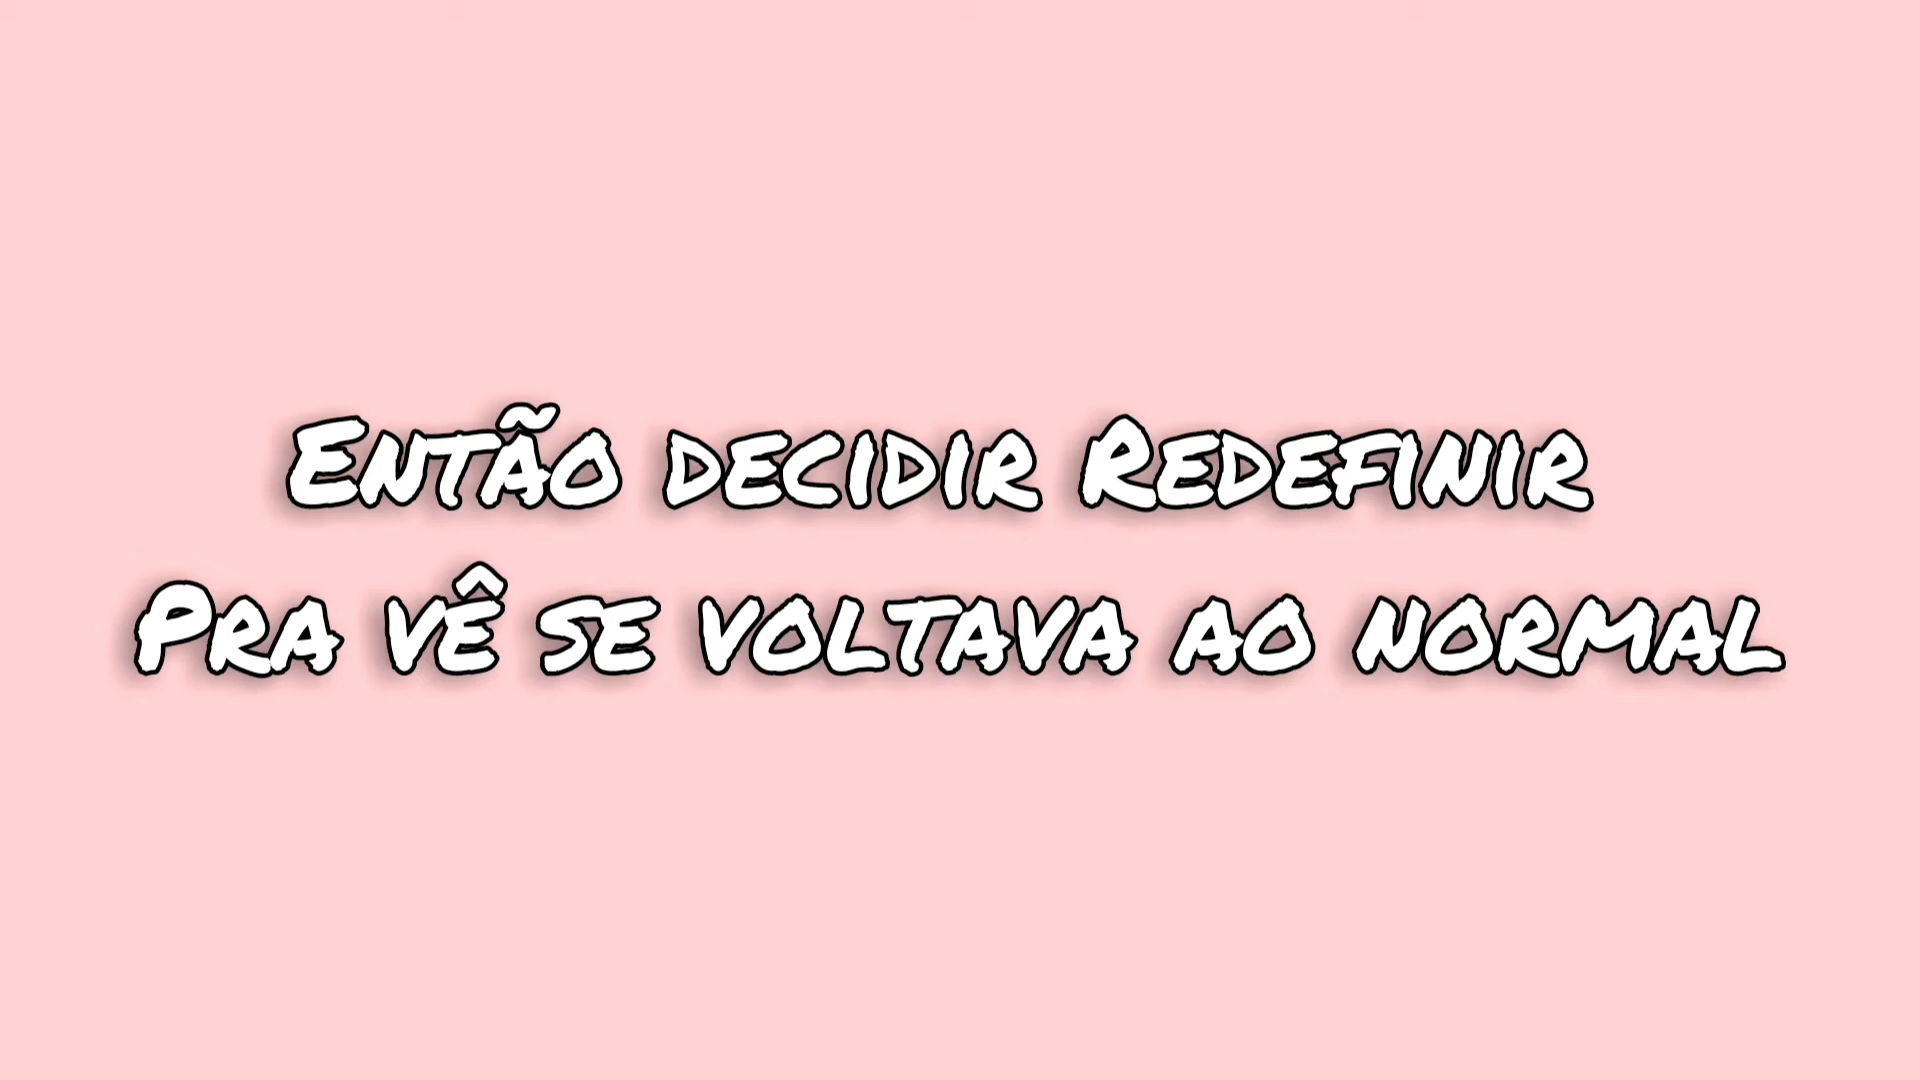 Então decidir Redefinir
Pra vê se voltava ao normal